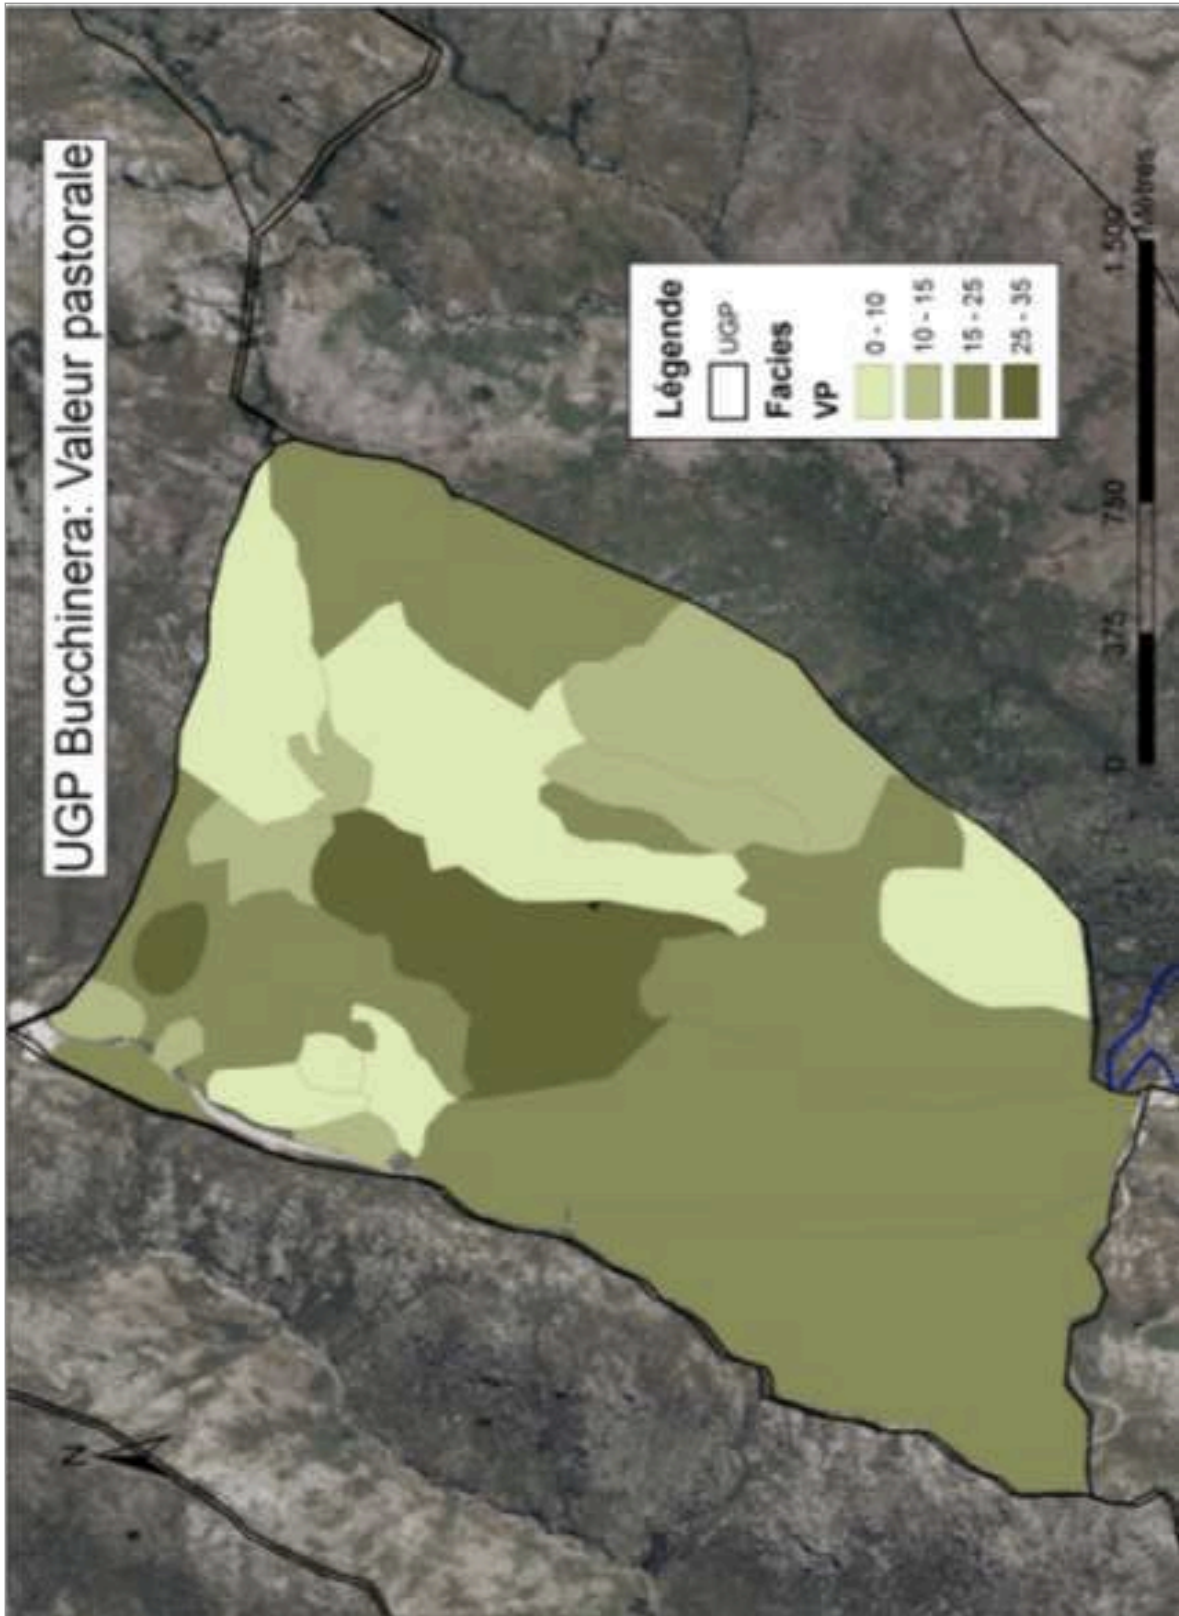 UGP Bucchinera: Valeur pastorale
Légende
UGP
Facies
VP
0 - 10
10 - 15
15 - 25
25 - 35
N
0 375 750 1 500
Mètres